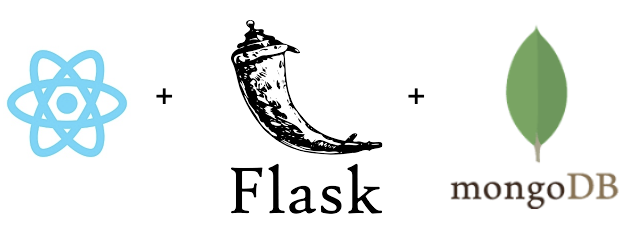 +
+
Flask
mongoDB